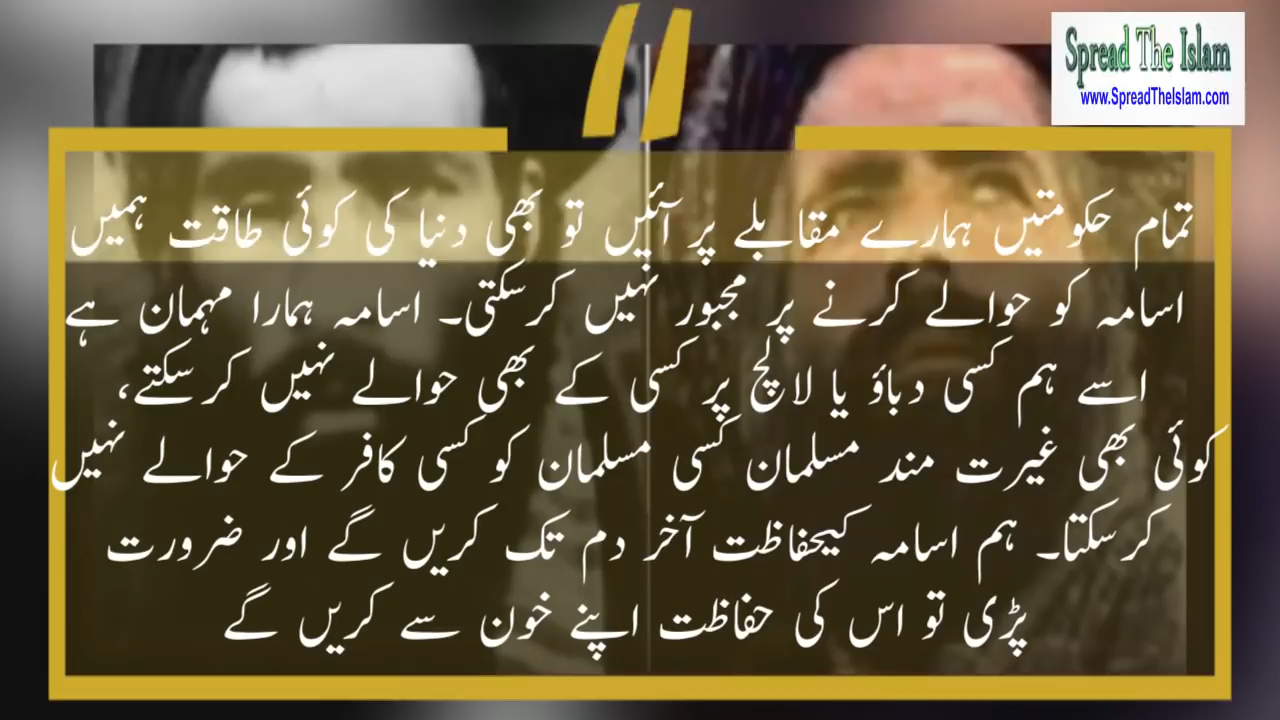 Spread The Islam
www.SpreadTheIslam.com
تمام حکومتیں ہمارے مقابلے پر آئیں تو بھی دنیا کی کوئی طاقت ہمیں
اسامہ کو حوالے کرنے پر مجبور نہیں کرسکتی۔ اسامہ ہمارا مہمان ہے
اسے ہم کسی دباؤ یا لالچ پر کسی کے بھی حوالے نہیں کرسکتے،
کوئی بھی غیرت مند مسلمان کسی مسلمان کو کسی کافر کے حوالے نہیں
کرسکتا۔ ہم اسامہ کیحفاظت آخر دم تک کریں گے اور ضرورت
پڑی تو اس کی حفاظت اپنے خون سے کریں گے